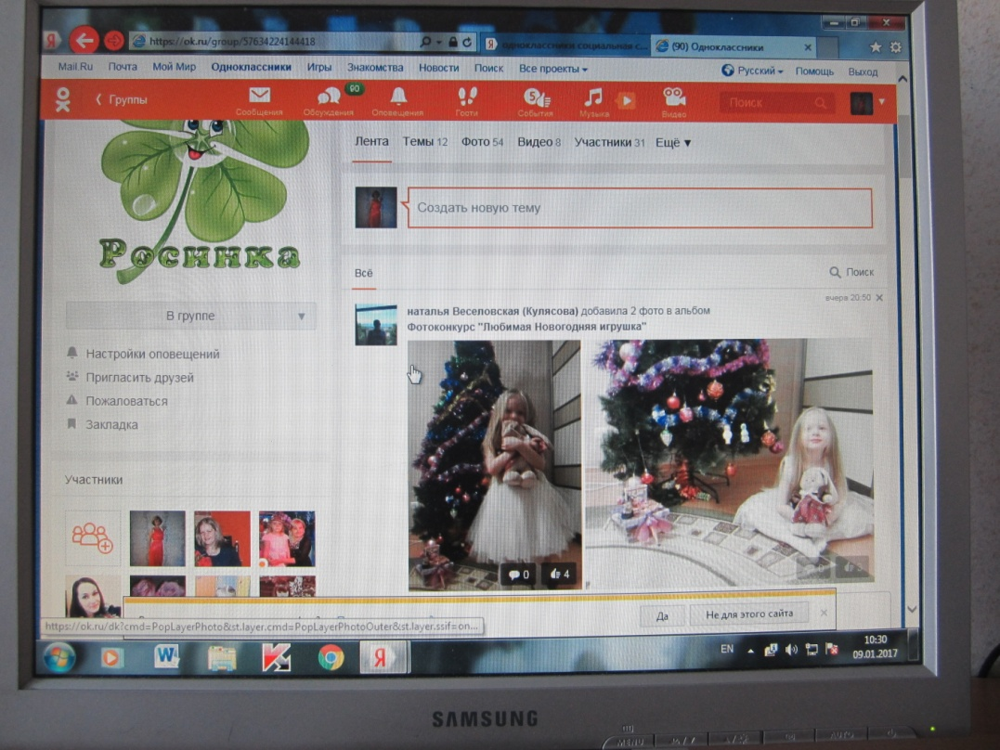 Я https://ok.ru/group/57634224144418 Я одноклассники социальная с... (90) Одноклассники
Mail.Ru Почта Мой Мир Одноклассники Игры Знакомства Новости Поиск Все проекты Русский Помощь Выход
Группы Сообщения Обсуждения 90 Оповещения Гости 5 События Музыка Видео Поиск
Лента Темы 12 Фото 54 Видео 8 Участники 31 Ещё
Создать новую тему
Росинка
Всё Поиск
вчера 20:50
В группе
наталья Веселовская (Кулясова) добавила 2 фото в альбом
Фотоконкурс "Любимая Новогодняя игрушка"
Настройки оповещений
Пригласить друзей
Пожаловаться
Закладка
Участники
0 4
Да Не для этого сайта
https://ok.ru/dk?cmd=PopLayerPhoto&st.layer.cmd=PopLayerPhotoOuter&st.layer.ssif=on...
W K Я EN 10:30
09.01.2017
SAMSUNG
MENU AUTO